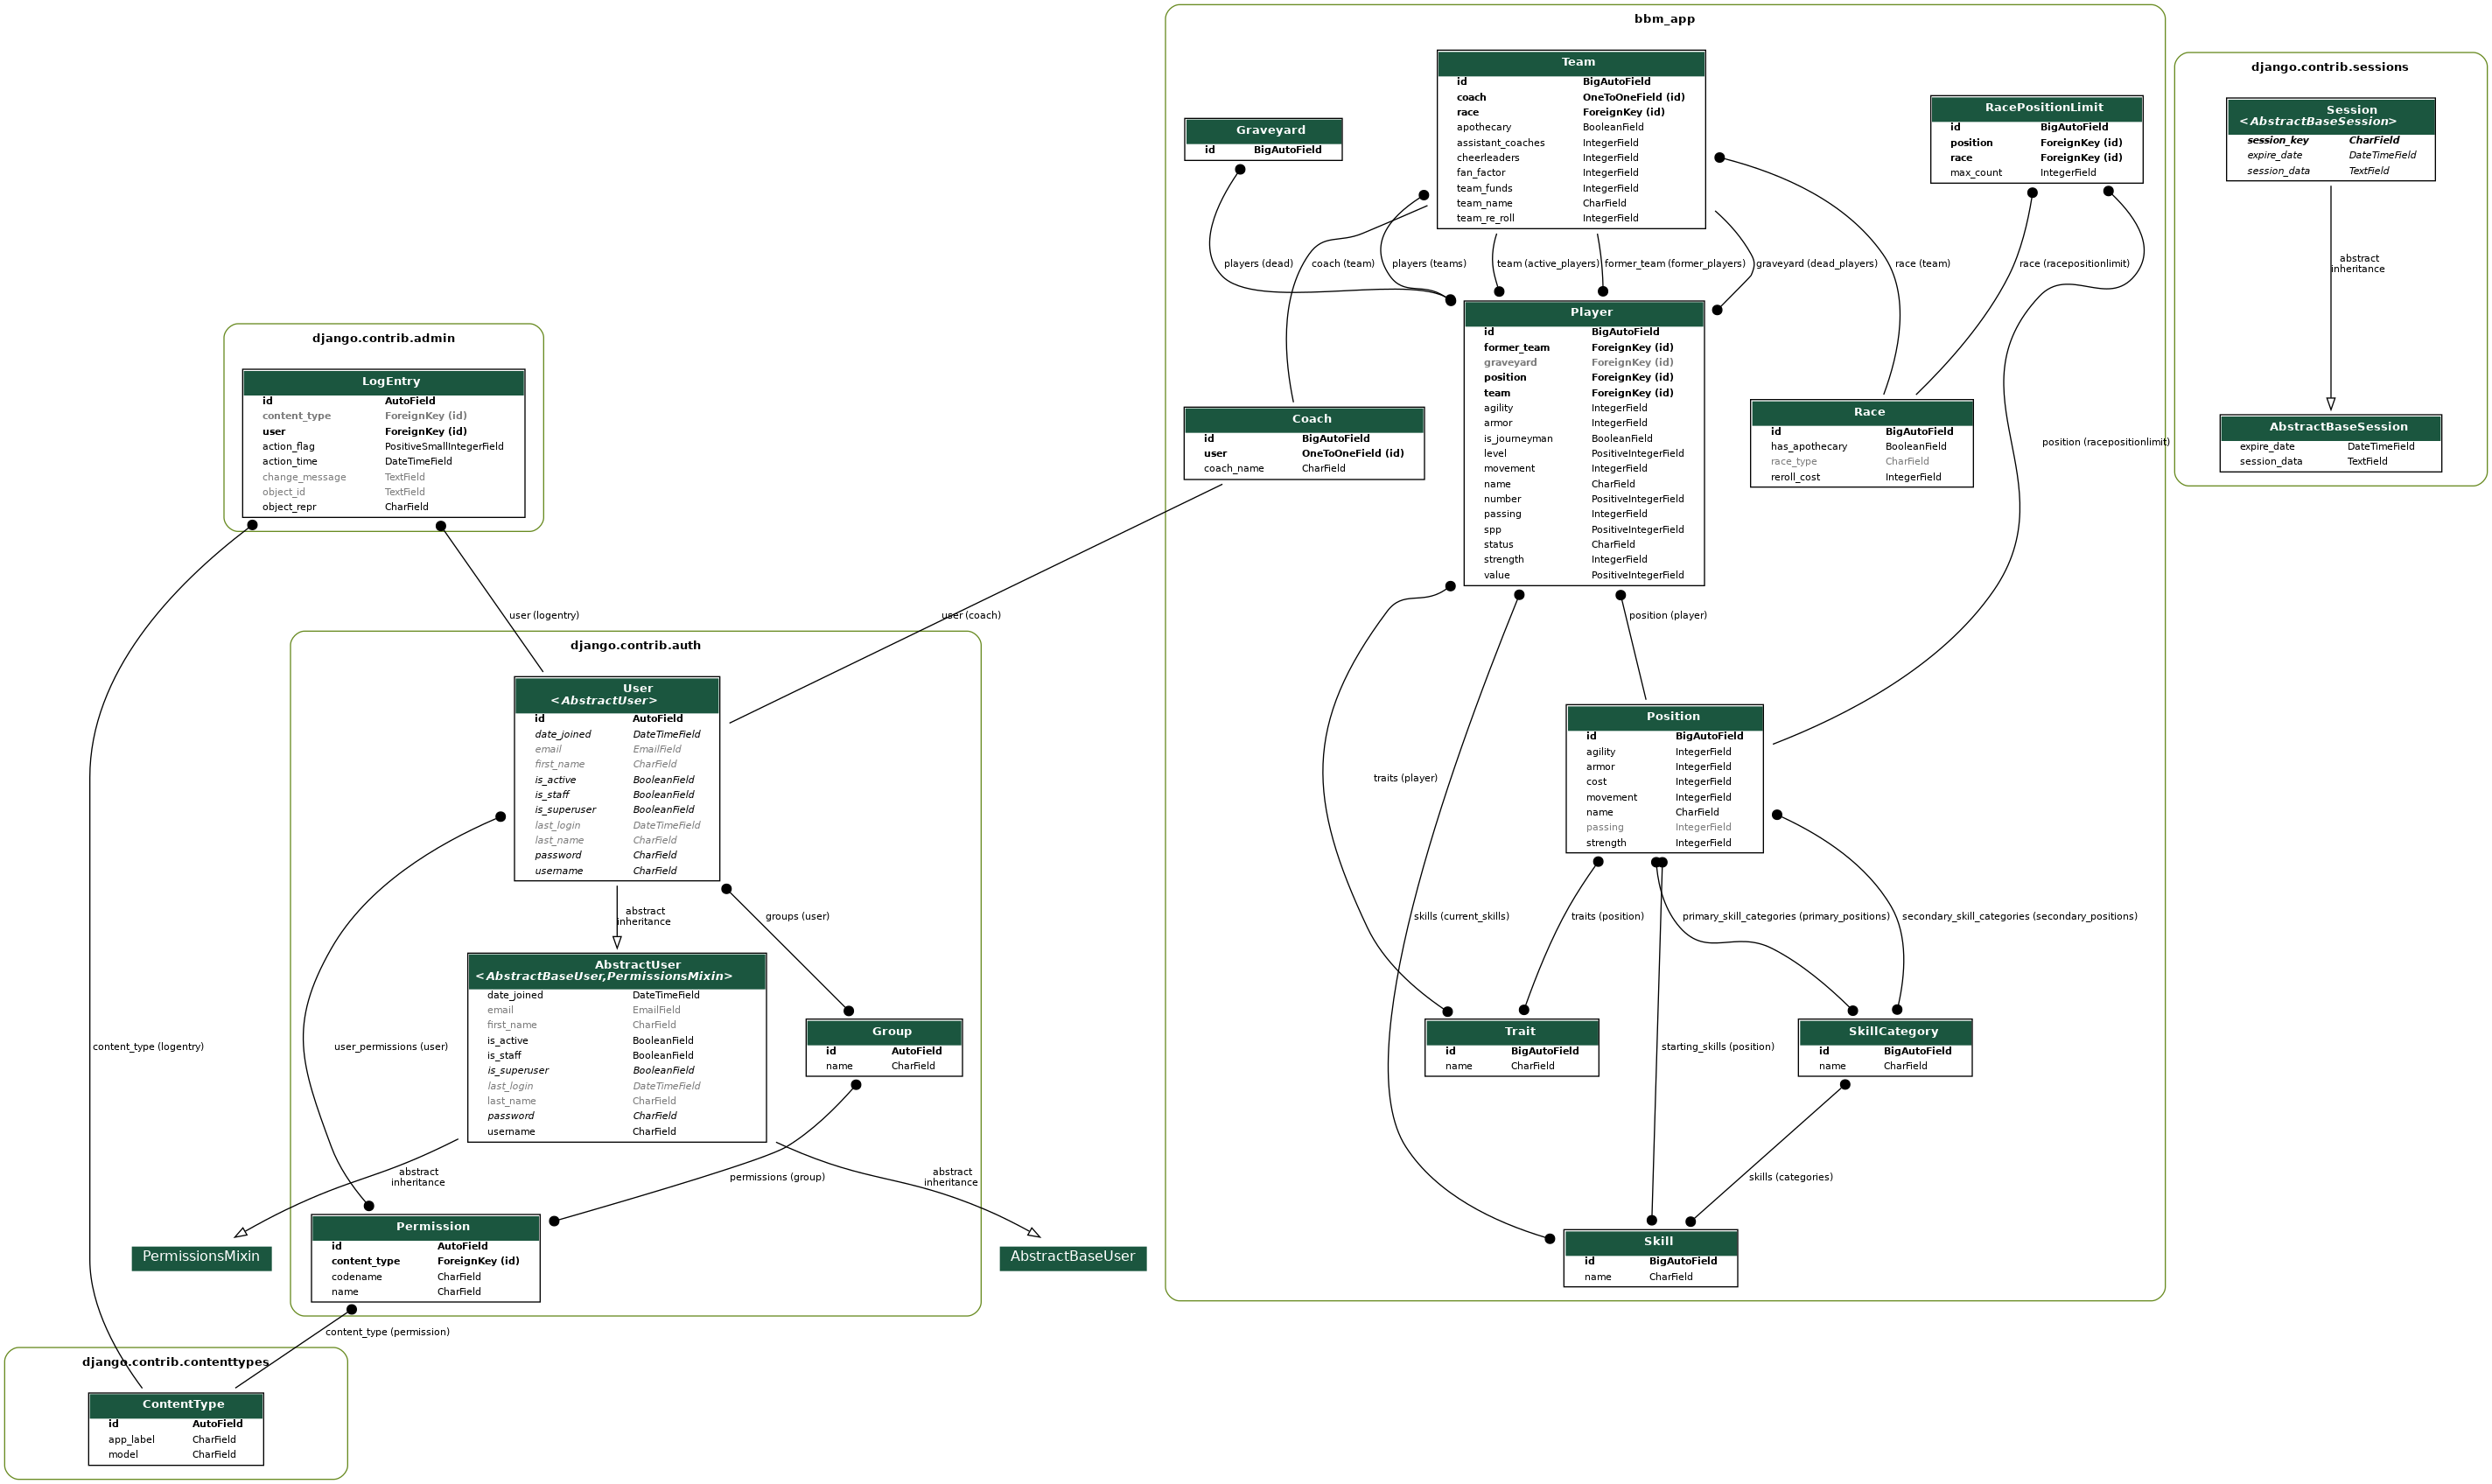 bbm_app
Team
id BigAutoField
coach OneToOneField (id)
race ForeignKey (id)
apothecary BooleanField
assistant_coaches IntegerField
cheerleaders IntegerField
fan_factor IntegerField
team_funds IntegerField
team_name CharField
team_re_roll IntegerField
Graveyard
id BigAutoField
RacePositionLimit
id BigAutoField
position ForeignKey (id)
race ForeignKey (id)
max_count IntegerField
django.contrib.sessions
Session
<AbstractBaseSession>
session_key CharField
expire_date DateTimeField
session_data TextField
abstract
inheritance
AbstractBaseSession
expire_date DateTimeField
session_data TextField
players (dead)
coach (team)
players (teams)
team (active_players)
former_team (former_players)
graveyard (dead_players)
race (team)
race (racepositionlimit)
position (racepositionlimit)
Player
id BigAutoField
former_team ForeignKey (id)
graveyard ForeignKey (id)
position ForeignKey (id)
team ForeignKey (id)
agility IntegerField
armor IntegerField
is_journeyman BooleanField
level PositiveIntegerField
movement IntegerField
name CharField
number PositiveIntegerField
passing IntegerField
spp PositiveIntegerField
status CharField
strength IntegerField
value PositiveIntegerField
Coach
id BigAutoField
user OneToOneField (id)
coach_name CharField
Race
id BigAutoField
has_apothecary BooleanField
race_type CharField
reroll_cost IntegerField
django.contrib.admin
LogEntry
id AutoField
content_type ForeignKey (id)
user ForeignKey (id)
action_flag PositiveSmallIntegerField
action_time DateTimeField
change_message TextField
object_id TextField
object_repr CharField
user (logentry)
user (coach)
position (player)
django.contrib.auth
User
<AbstractUser>
id AutoField
date_joined DateTimeField
email EmailField
first_name CharField
is_active BooleanField
is_staff BooleanField
is_superuser BooleanField
last_login DateTimeField
last_name CharField
password CharField
username CharField
Position
id BigAutoField
agility IntegerField
armor IntegerField
cost IntegerField
movement IntegerField
name CharField
passing IntegerField
strength IntegerField
traits (player)
abstract
inheritance
groups (user)
skills (current_skills)
traits (position)
primary_skill_categories (primary_positions)
secondary_skill_categories (secondary_positions)
AbstractUser
<AbstractBaseUser,PermissionsMixin>
date_joined DateTimeField
email EmailField
first_name CharField
is_active BooleanField
is_staff BooleanField
is_superuser BooleanField
last_login DateTimeField
last_name CharField
password CharField
username CharField
Group
id AutoField
name CharField
Trait
id BigAutoField
name CharField
SkillCategory
id BigAutoField
name CharField
content_type (logentry)
user_permissions (user)
starting_skills (position)
abstract
inheritance
permissions (group)
abstract
inheritance
skills (categories)
PermissionsMixin
Permission
id AutoField
content_type ForeignKey (id)
codename CharField
name CharField
AbstractBaseUser
Skill
id BigAutoField
name CharField
content_type (permission)
django.contrib.contenttypes
ContentType
id AutoField
app_label CharField
model CharField